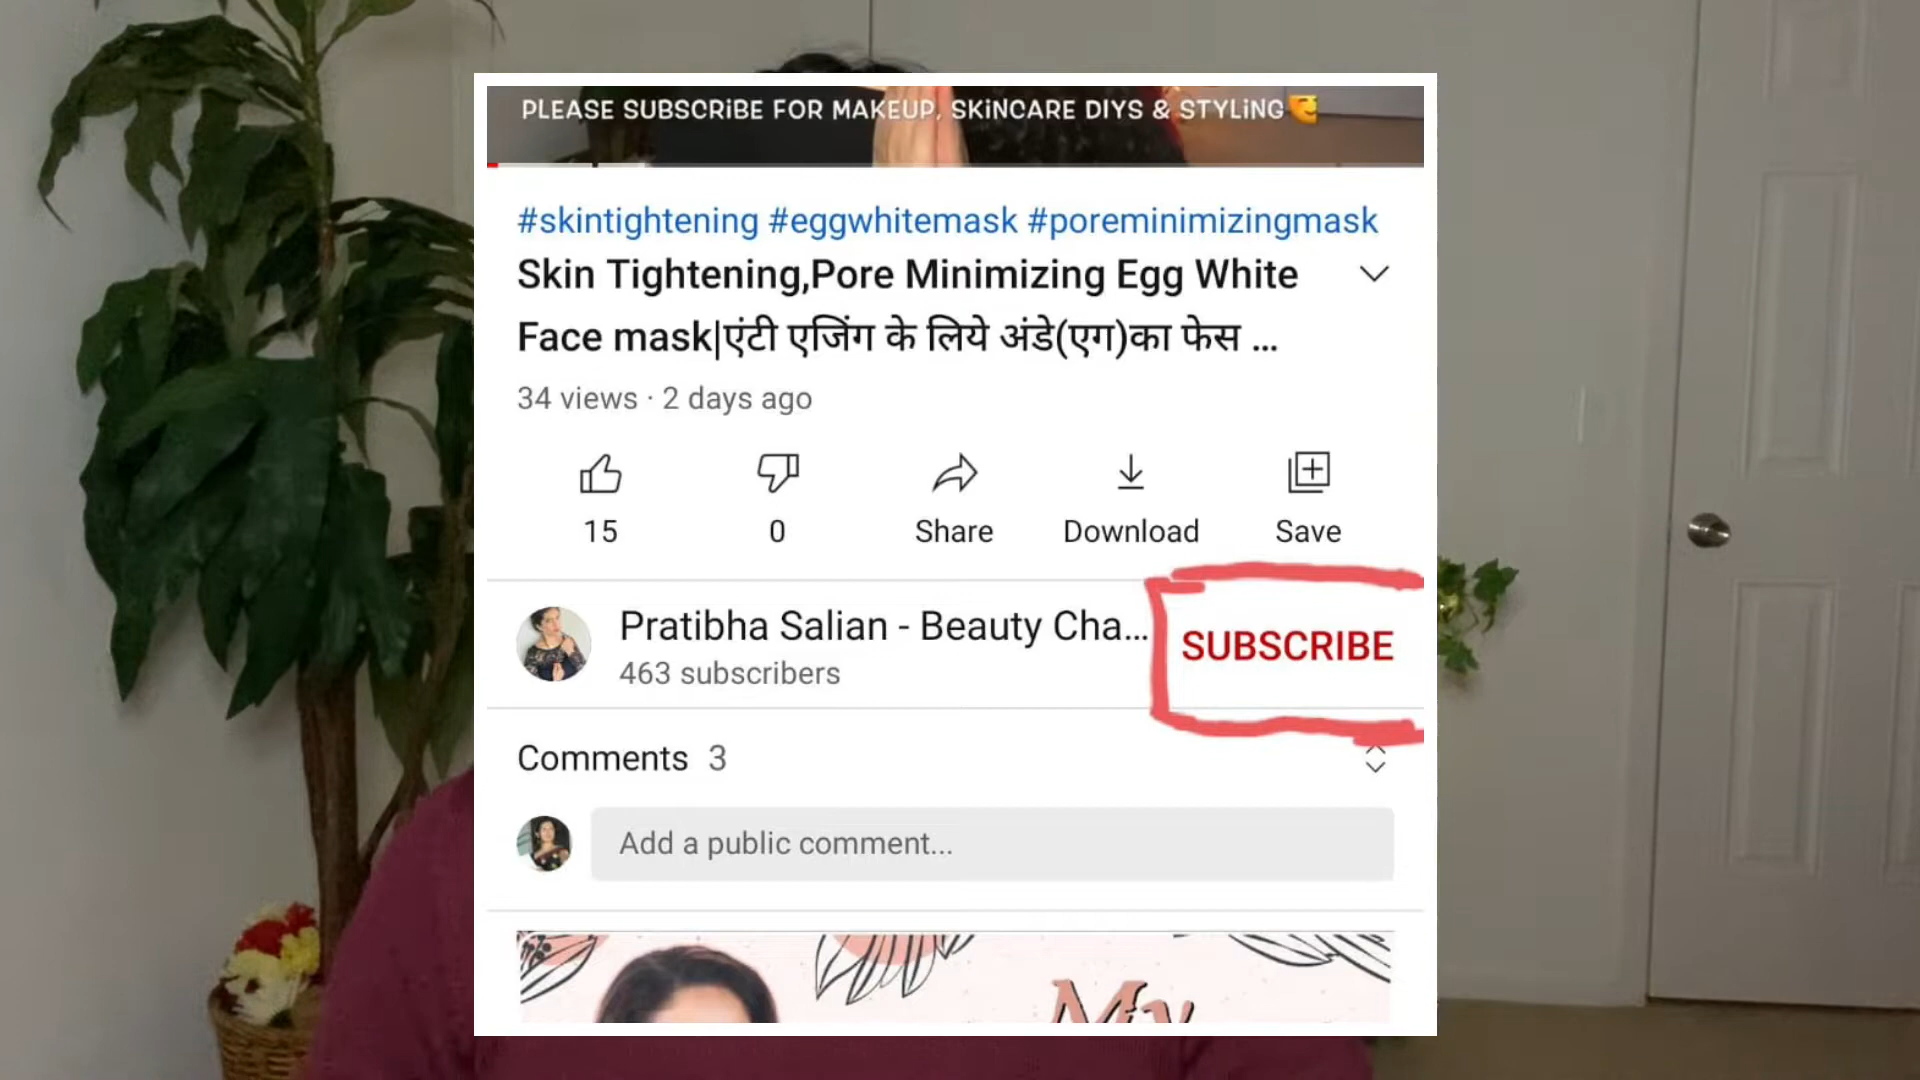 PLEASE SUBSCRIBE FOR MAKEUP, SKINCARE DIYS & STYLING
#skintightening #eggwhitemask #poreminimizingmask
Skin Tightening,Pore Minimizing Egg White
Face mask|एंटी एजिंग के लिये अंडे(एग)का फेस ...
34 views · 2 days ago
15 0 Share Download Save
Pratibha Salian - Beauty Cha...
463 subscribers
SUBSCRIBE
Comments 3
Add a public comment...
My